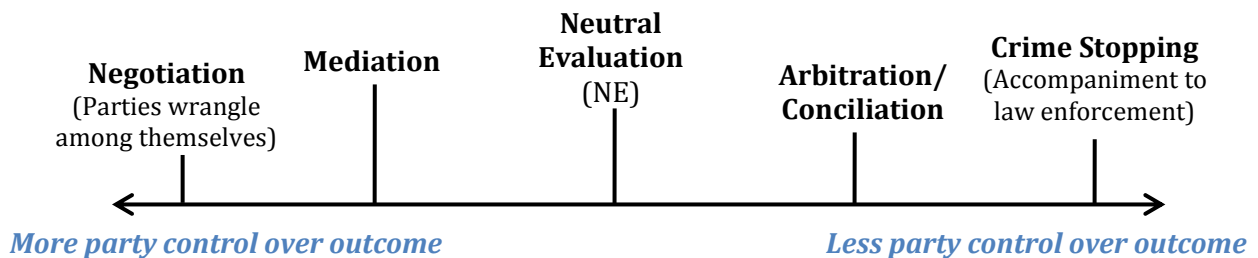 Negotiation
(Parties wrangle
among themselves)
Mediation
Neutral
Evaluation
(NE)
Arbitration/
Conciliation
Crime Stopping
(Accompaniment to
law enforcement)
More party control over outcome
Less party control over outcome